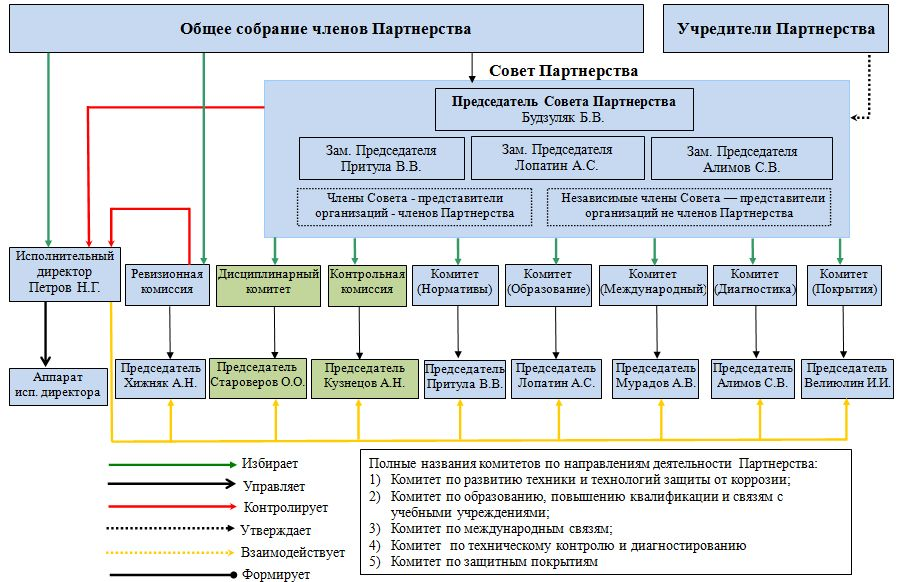 Общее собрание членов Партнерства
Учредители Партнерства
Совет Партнерства
Председатель Совета Партнерства
Будзуляк Б.В.
Зам. Председателя
Притула В.В.
Зам. Председателя
Лопатин А.С.
Зам. Председателя
Алимов С.В.
Члены Совета - представители
организаций - членов Партнерства
Независимые члены Совета — представители
организаций не членов Партнерства
Исполнительный
директор
Петров Н.Г.
Ревизионная
комиссия
Дисциплинарный
комитет
Контрольная
комиссия
Комитет
(Нормативы)
Комитет
(Образование)
Комитет
(Международный)
Комитет
(Диагностика)
Комитет
(Покрытия)
Аппарат
исп. директора
Председатель
Хижняк А.Н.
Председатель
Староверов О.О.
Председатель
Кузнецов А.Н.
Председатель
Притула В.В.
Председатель
Лопатин А.С.
Председатель
Мурадов А.В.
Председатель
Алимов С.В.
Председатель
Велиюлин И.И.
Избирает
Управляет
Контролирует
Утверждает
Взаимодействует
Формирует
Полные названия комитетов по направлениям деятельности Партнерства:
1) Комитет по развитию техники и технологий защиты от коррозии;
2) Комитет по образованию, повышению квалификации и связям с
учебными учреждениями;
3) Комитет по международным связям;
4) Комитет по техническому контролю и диагностированию
5) Комитет по защитным покрытиям